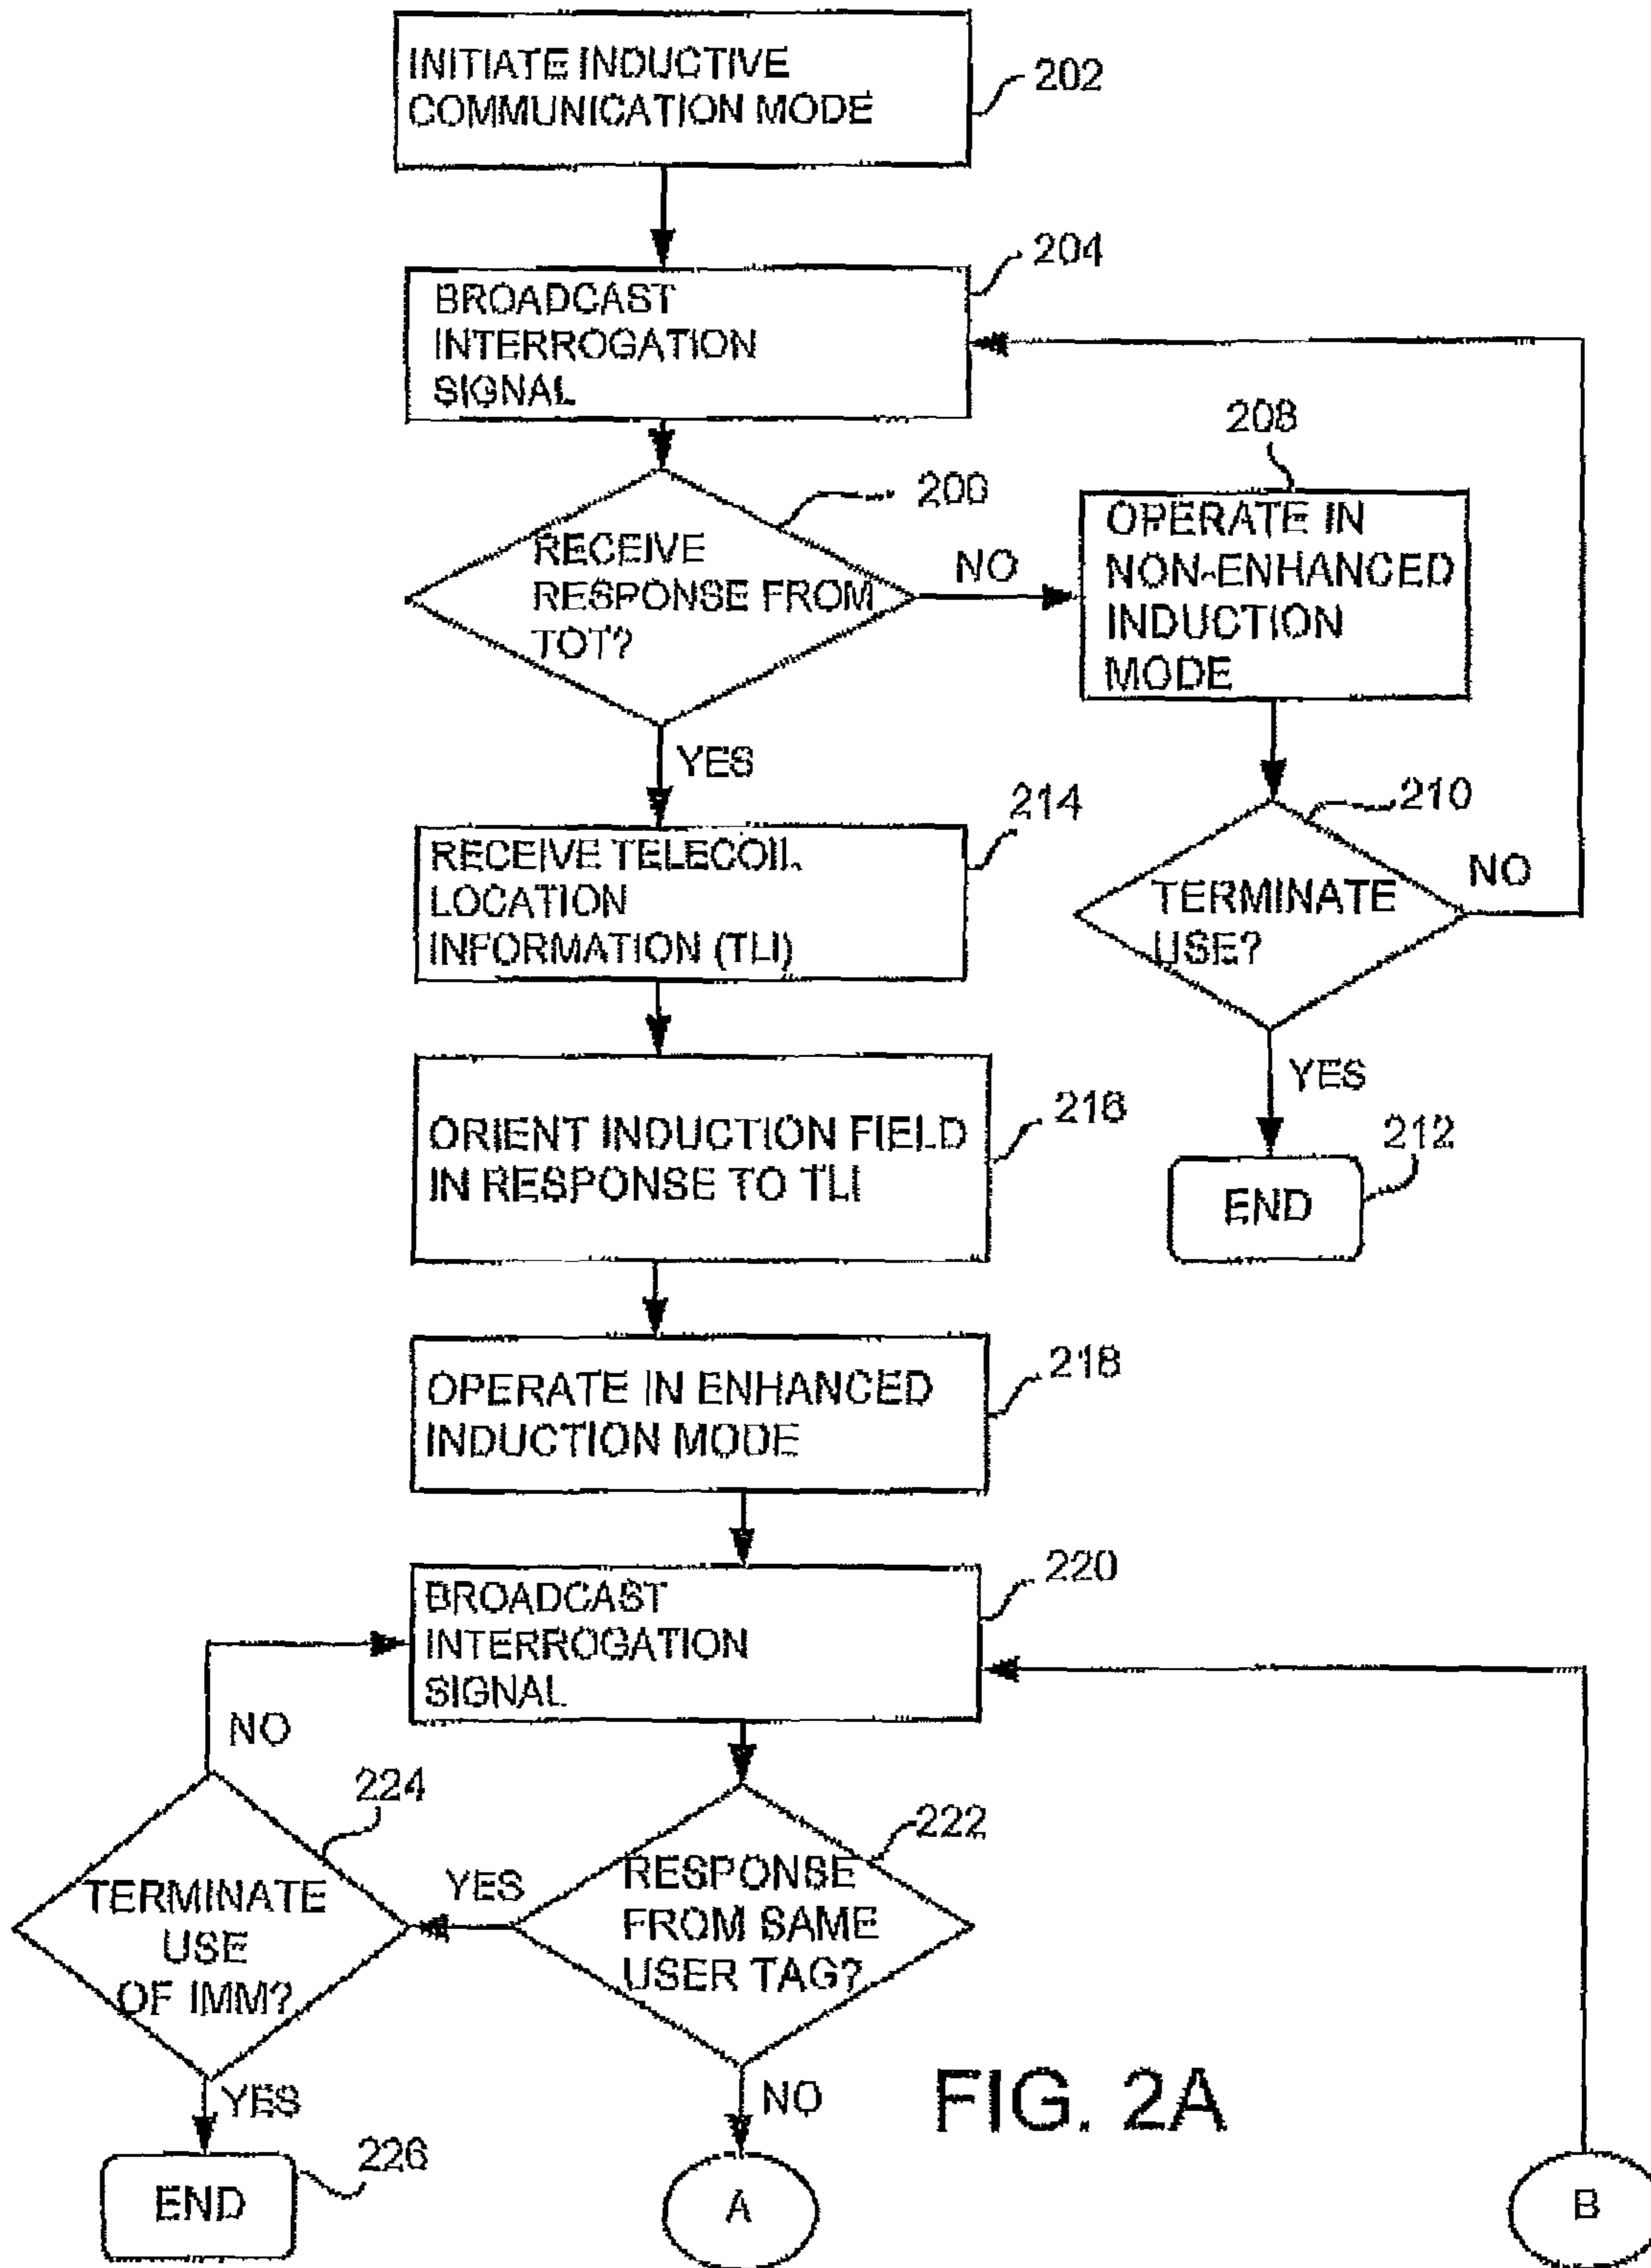 INITIATE INDUCTIVE
COMMUNICATION MODE
202
204
BROADCAST
INTERROGATION
SIGNAL
200
RECEIVE
RESPONSE FROM
TOT?
NO
208
OPERATE IN
NON-ENHANCED
INDUCTION
MODE
YES
210
TERMINATE
USE?
NO
YES
212
END
214
RECEIVE TELECOIL
LOCATION
INFORMATION (TLI)
216
ORIENT INDUCTION FIELD
IN RESPONSE TO TLI
218
OPERATE IN ENHANCED
INDUCTION MODE
220
BROADCAST
INTERROGATION
SIGNAL
NO
224
TERMINATE
USE
OF IMM?
YES
222
RESPONSE
FROM SAME
USER TAG?
YES
226
END
NO
A
FIG. 2A
B